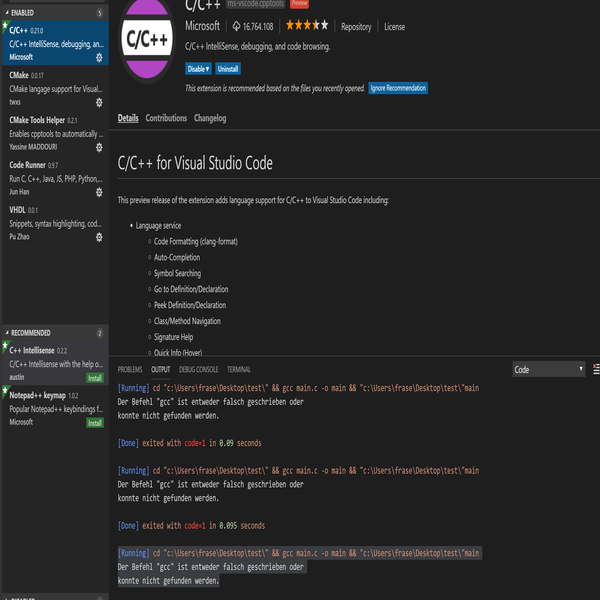 ENABLED 5
C/C++ 0.21.0
C/C++ IntelliSense, debugging, an...
Microsoft
CMake 0.0.17
CMake langage support for Visual...
twxs
CMake Tools Helper 0.2.1
Enables cpptools to automatically ...
Yassine MADDOURI
Code Runner 0.9.7
Run C, C++, Java, JS, PHP, Python,...
Jun Han
VHDL 0.0.1
Snippets, syntax highlighting, cod...
Pu Zhao
RECOMMENDED 2
C++ Intellisense 0.2.2
C/C++ Intellisense with the help o...
austin Install
Notepad++ keymap 1.0.2
Popular Notepad++ keybindings f...
Microsoft Install
C/C++
C/C++ ms-vscode.cpptools Preview
Microsoft 16.764.108 Repository License
C/C++ IntelliSense, debugging, and code browsing.
Disable Uninstall
This extension is recommended based on the files you recently opened. Ignore Recommendation
Details Contributions Changelog
C/C++ for Visual Studio Code
This preview release of the extension adds language support for C/C++ to Visual Studio Code including:
Language service
Code Formatting (clang-format)
Auto-Completion
Symbol Searching
Go to Definition/Declaration
Peek Definition/Declaration
Class/Method Navigation
Signature Help
Quick Info (Hover)
PROBLEMS OUTPUT DEBUG CONSOLE TERMINAL Code
[Running] cd "c:\Users\frase\Desktop\test\" && gcc main.c -o main && "c:\Users\frase\Desktop\test\"main
Der Befehl "gcc" ist entweder falsch geschrieben oder
konnte nicht gefunden werden.
[Done] exited with code=1 in 0.09 seconds
[Running] cd "c:\Users\frase\Desktop\test\" && gcc main.c -o main && "c:\Users\frase\Desktop\test\"main
Der Befehl "gcc" ist entweder falsch geschrieben oder
konnte nicht gefunden werden.
[Done] exited with code=1 in 0.095 seconds
[Running] cd "c:\Users\frase\Desktop\test\" && gcc main.c -o main && "c:\Users\frase\Desktop\test\"main
Der Befehl "gcc" ist entweder falsch geschrieben oder
konnte nicht gefunden werden.